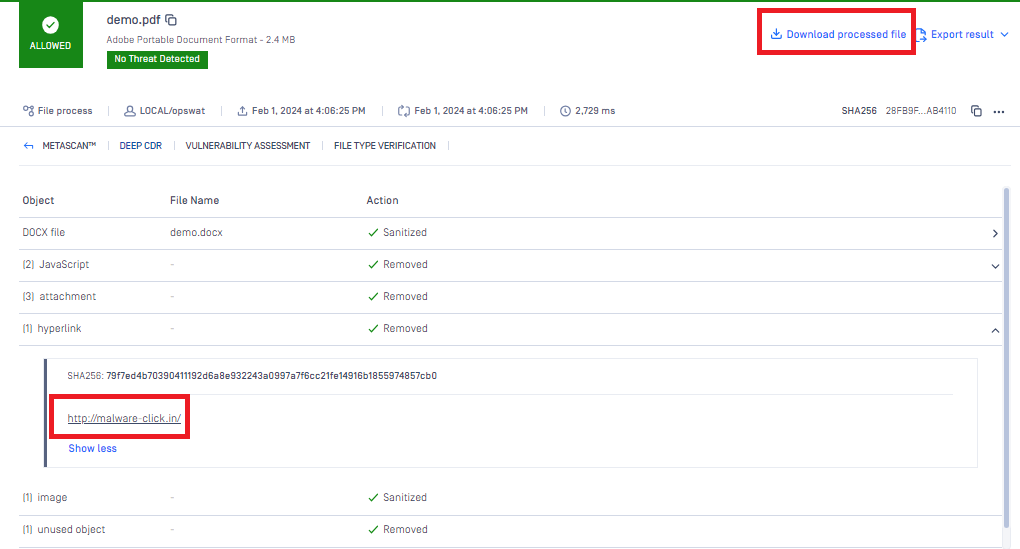 demo.pdf
ALLOWED
Adobe Portable Document Format - 2.4 MB
No Threat Detected
Download processed file
Export result
File process
LOCAL/opswat
Feb 1, 2024 at 4:06:25 PM
Feb 1, 2024 at 4:06:25 PM
2,729 ms
SHA256 28FB9F...AB4110
METASCAN™ DEEP CDR VULNERABILITY ASSESSMENT FILE TYPE VERIFICATION
Object File Name Action
DOCX file demo.docx Sanitized
(2) JavaScript - Removed
(3) attachment - Removed
(1) hyperlink - Removed
SHA256: 79f7ed4b70390411192d6a8e932243a0997a7f6cc21fe14916b1855974857cb0
http://malware-click.in/
Show less
(1) image - Sanitized
(1) unused object - Removed